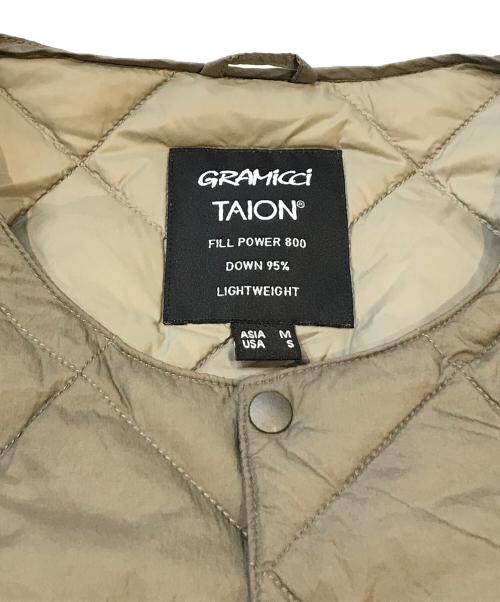 GRAMiCCi
TAION®
FILL POWER 800
DOWN 95%
LIGHTWEIGHT
ASIA M
USA S